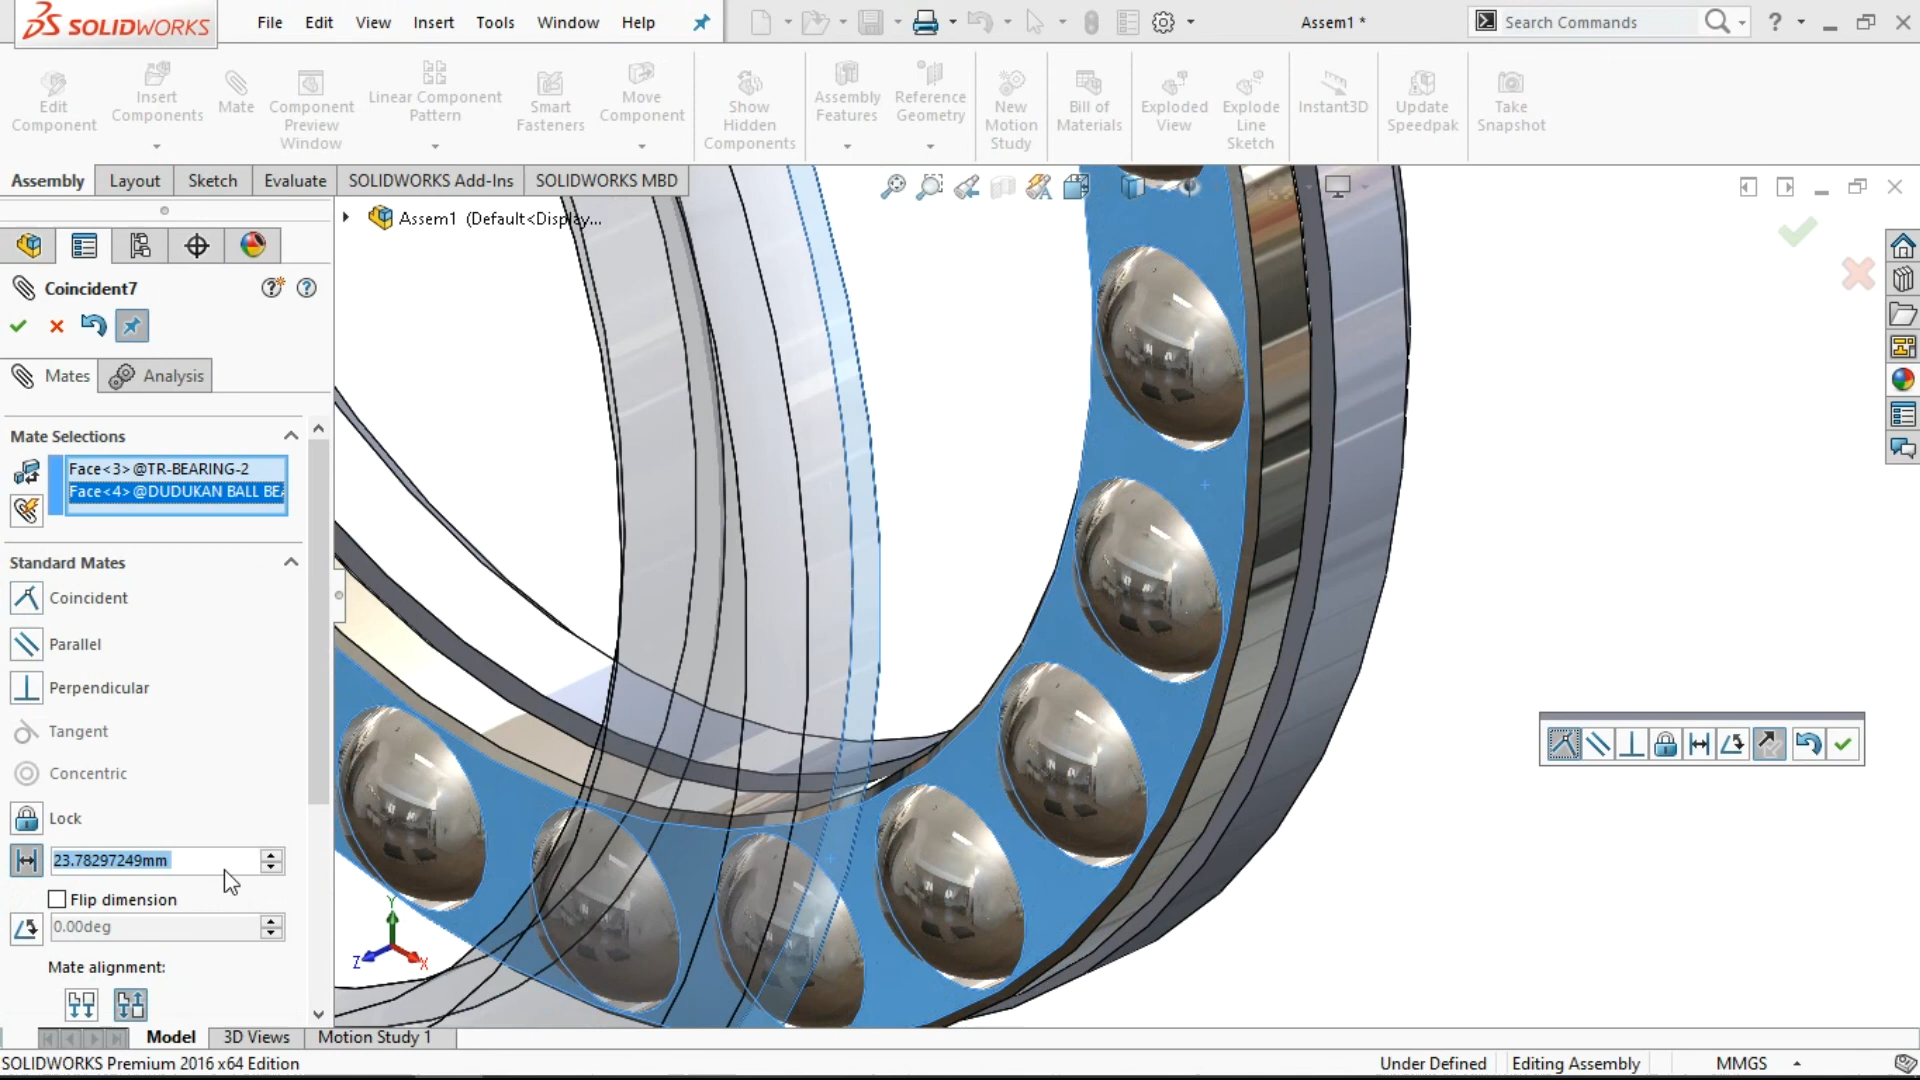 SOLIDWORKS
File Edit View Insert Tools Window Help
Assem1 *
Search Commands
?
Edit Component
Insert Components
Mate
Component Preview Window
Linear Component Pattern
Smart Fasteners
Move Component
Show Hidden Components
Assembly Features
Reference Geometry
New Motion Study
Bill of Materials
Exploded View
Explode Line Sketch
Instant3D
Update Speedpak
Take Snapshot
Assembly Layout Sketch Evaluate SOLIDWORKS Add-Ins SOLIDWORKS MBD
Assem1 (Default<Display...
Coincident7
Mates Analysis
Mate Selections
Face<3>@TR-BEARING-2
Face<4>@DUDUKAN BALL BEA
Standard Mates
Coincident
Parallel
Perpendicular
Tangent
Concentric
Lock
23.78297249mm
Flip dimension
0.00deg
Mate alignment:
Y
Z
X
Model 3D Views Motion Study 1
SOLIDWORKS Premium 2016 x64 Edition
Under Defined Editing Assembly MMGS